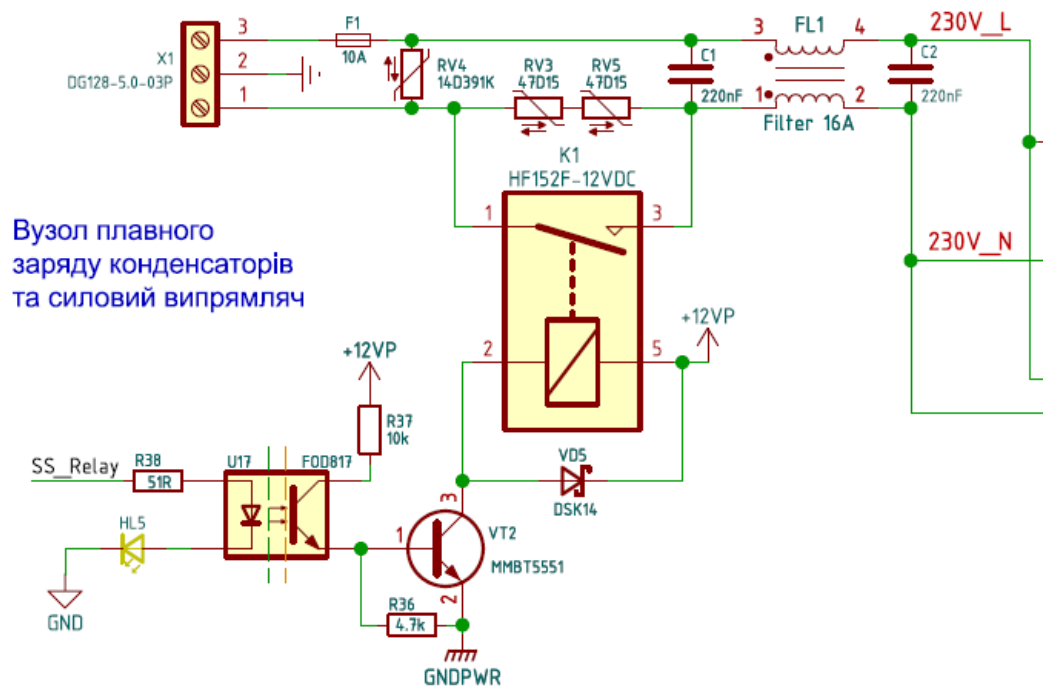 3
F1
FL1
3
4
230V_L
X1
DG128-5.0-03P
2
10A
RV4
14D391K
C1
220nF
C2
220nF
1
RV3
47D15
RV5
47D15
1
2
Filter 16A
K1
HF152F-12VDC
1
3
230V_N
Вузол плавного
заряду конденсаторів
та силовий випрямляч
+12VP
2
5
+12VP
R37
10k
SS_Relay
R38
51R
U17
FOD817
VD5
DSK14
HL5
3
1
VT2
MMBT5551
2
GND
R36
4.7k
GNDPWR